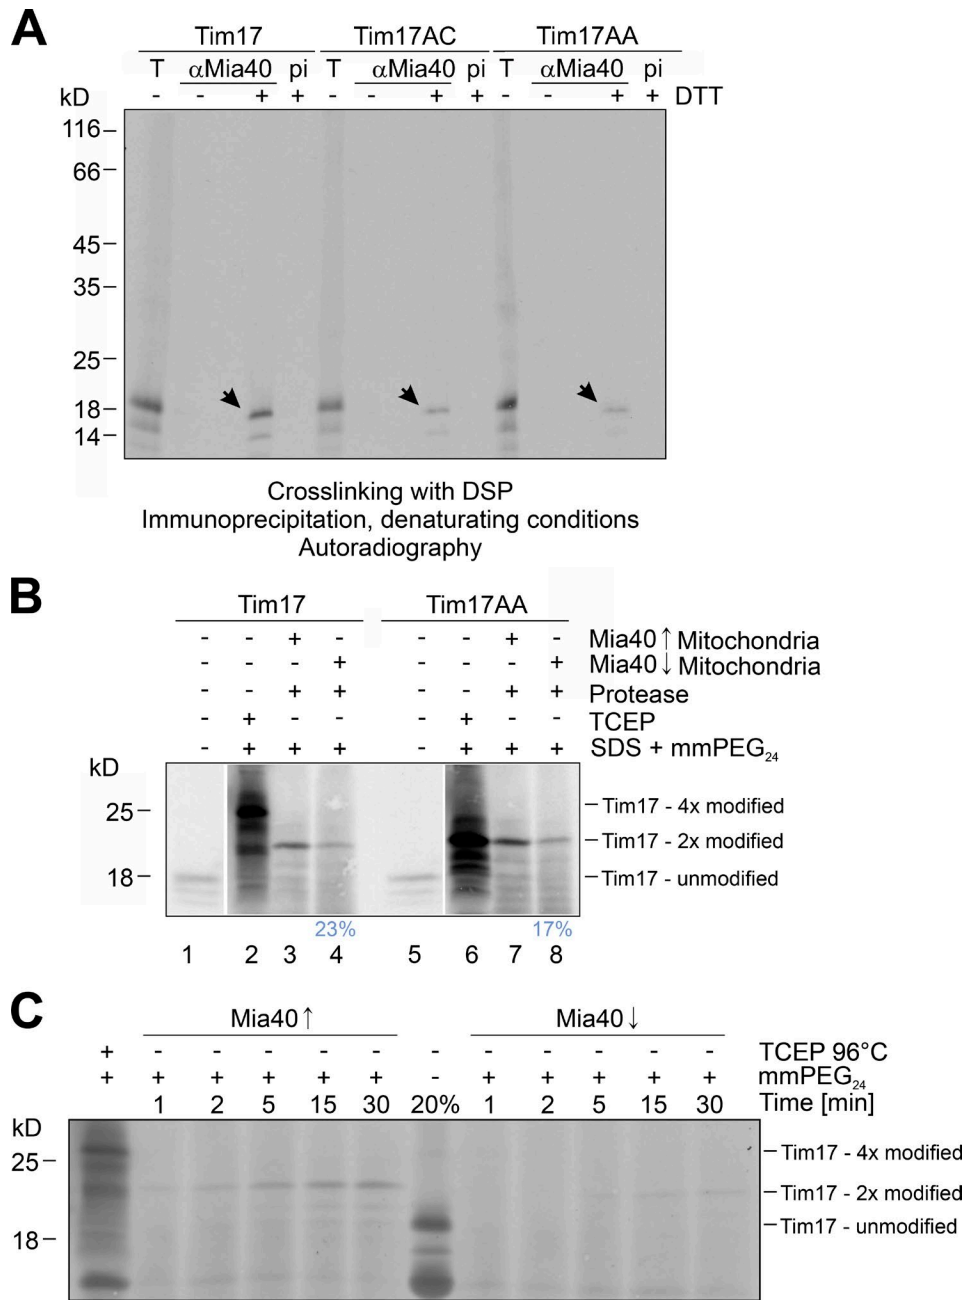 A
Tim17 Tim17AC Tim17AA
T αMia40 pi T αMia40 pi T αMia40 pi
kD - - + + - - + + - - + + DTT
116
66
45
35
25
18
14
Crosslinking with DSP
Immunoprecipitation, denaturating conditions
Autoradiography
B
Tim17 Tim17AA
- - + - - - + - Mia40↑ Mitochondria
- - - + - - - + Mia40↓ Mitochondria
- - + + - - + + Protease
- + - - - + - - TCEP
- + + + - + + + SDS + mmPEG24
kD
25 Tim17 - 4x modified
Tim17 - 2x modified
18 Tim17 - unmodified
23% 17%
1 2 3 4 5 6 7 8
C
Mia40↑ Mia40↓
+ - - - - - - - - - - - TCEP 96°C
+ + + + + + - + + + + + mmPEG24
1 2 5 15 30 20% 1 2 5 15 30 Time [min]
kD
25 Tim17 - 4x modified
Tim17 - 2x modified
18 Tim17 - unmodified